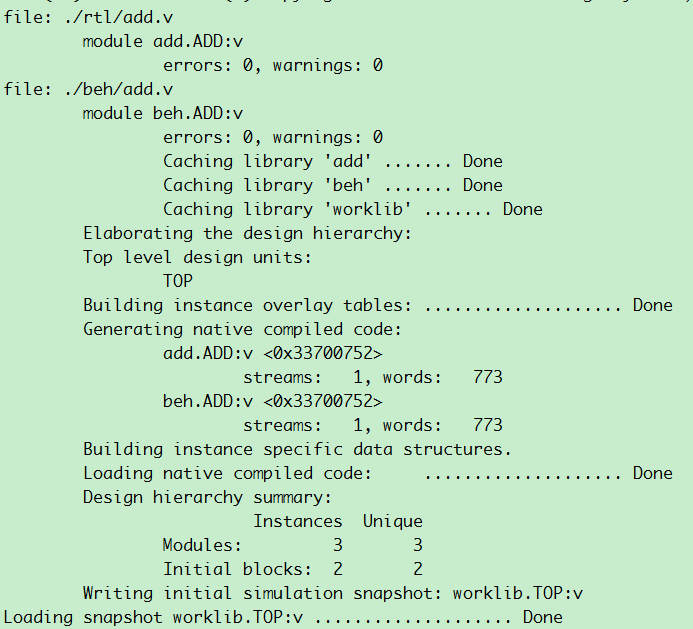 file: ./rtl/add.v
module add.ADD:v
errors: 0, warnings: 0
file: ./beh/add.v
module beh.ADD:v
errors: 0, warnings: 0
Caching library 'add' ....... Done
Caching library 'beh' ....... Done
Caching library 'worklib' ....... Done
Elaborating the design hierarchy:
Top level design units:
TOP
Building instance overlay tables: .................... Done
Generating native compiled code:
add.ADD:v <0x33700752>
streams:   1, words:   773
beh.ADD:v <0x33700752>
streams:   1, words:   773
Building instance specific data structures.
Loading native compiled code:     .................... Done
Design hierarchy summary:
Instances  Unique
Modules:         3       3
Initial blocks:  2       2
Writing initial simulation snapshot: worklib.TOP:v
Loading snapshot worklib.TOP:v .................... Done